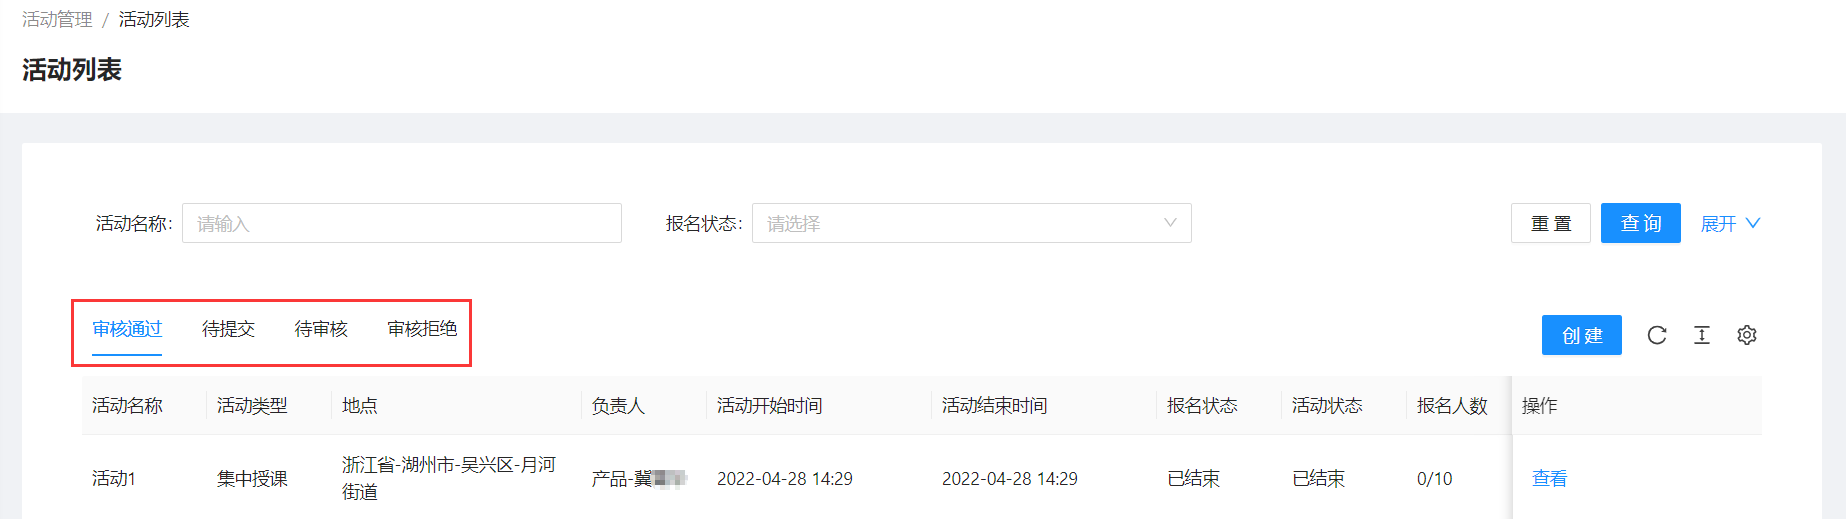 活动管理 / 活动列表
活动列表
活动名称: 请输入 报名状态: 请选择 重 置 查 询 展开
审核通过 待提交 待审核 审核拒绝 创 建
活动名称 活动类型 地点 负责人 活动开始时间 活动结束时间 报名状态 活动状态 报名人数 操作
活动1 集中授课 浙江省-湖州市-吴兴区-月河街道 产品-冀 2022-04-28 14:29 2022-04-28 14:29 已结束 已结束 0/10 查看